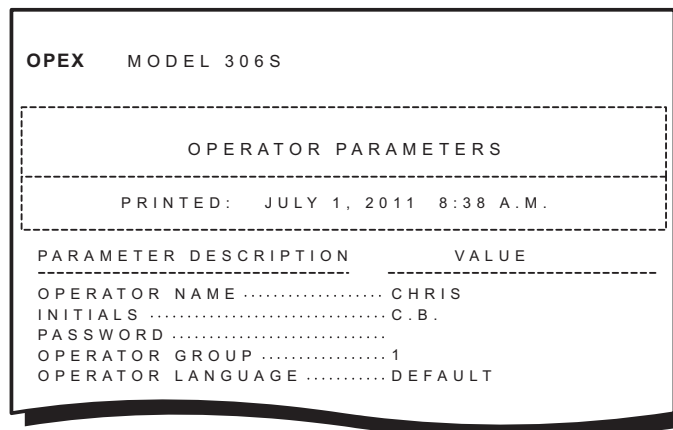 OPEX MODEL 306S
OPERATOR PARAMETERS
PRINTED: JULY 1, 2011 8:38 A.M.
PARAMETER DESCRIPTION VALUE
OPERATOR NAME ................... CHRIS
INITIALS ................................ C.B.
PASSWORD .............................
OPERATOR GROUP ................. 1
OPERATOR LANGUAGE ........... DEFAULT